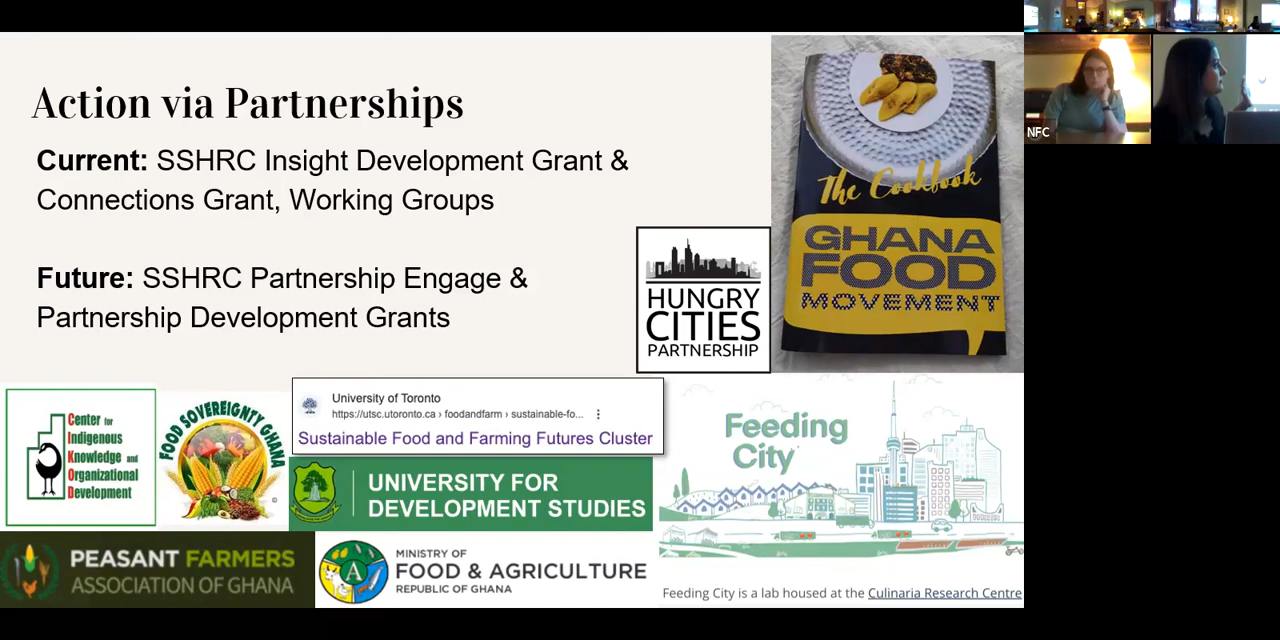 Action via Partnerships
Current: SSHRC Insight Development Grant &
Connections Grant, Working Groups
Future: SSHRC Partnership Engage &
Partnership Development Grants
HUNGRY
CITIES
PARTNERSHIP
The Cookbook
GHANA
FOOD
MOVEMENT
NFC
Center for
Indigenous
Knowledge and
Organizational
Development
FOOD SOVEREIGNTY GHANA
University of Toronto
https://utsc.utoronto.ca › foodandfarm › sustainable-fo...
Sustainable Food and Farming Futures Cluster
UNIVERSITY FOR
DEVELOPMENT STUDIES
Feeding
City
PEASANT FARMERS
ASSOCIATION OF GHANA
MINISTRY OF
FOOD & AGRICULTURE
REPUBLIC OF GHANA
Feeding City is a lab housed at the Culinaria Research Centre